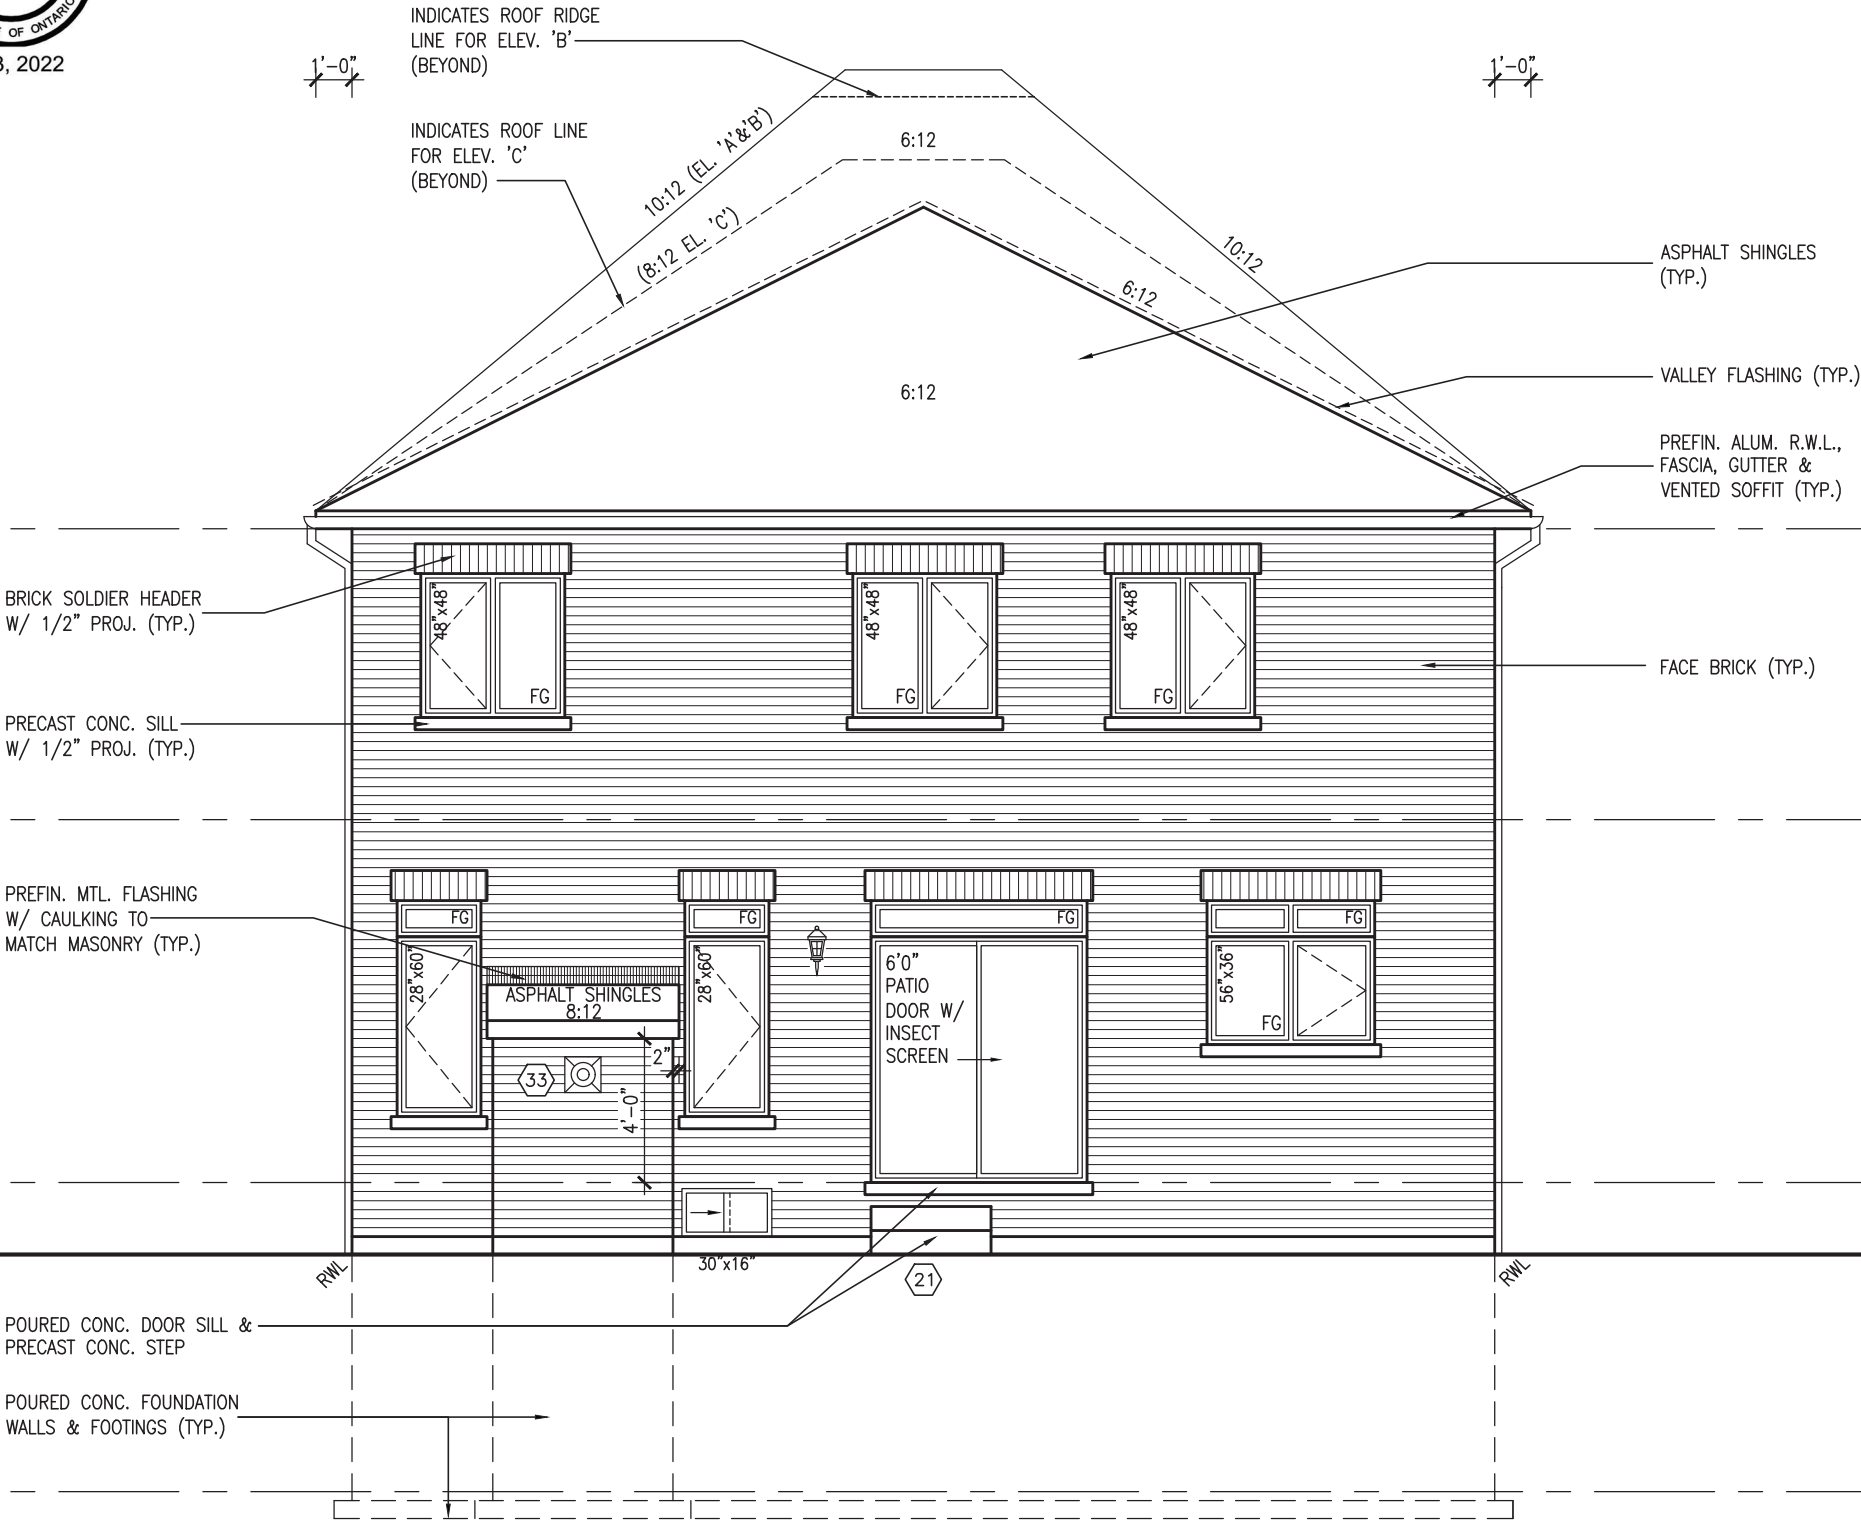 OF ONTARIO
3, 2022
INDICATES ROOF RIDGE
LINE FOR ELEV. 'B'
(BEYOND)
1'-0"
1'-0"
INDICATES ROOF LINE
FOR ELEV. 'C'
(BEYOND)
10:12 (EL. 'A'&'B')
6:12
(8:12 EL. 'C')
10:12
6:12
ASPHALT SHINGLES
(TYP.)
6:12
VALLEY FLASHING (TYP.)
PREFIN. ALUM. R.W.L.,
FASCIA, GUTTER &
VENTED SOFFIT (TYP.)
BRICK SOLDIER HEADER
W/ 1/2" PROJ. (TYP.)
48"x48"
FG
48"x48"
FG
48"x48"
FG
FACE BRICK (TYP.)
PRECAST CONC. SILL
W/ 1/2" PROJ. (TYP.)
PREFIN. MTL. FLASHING
W/ CAULKING TO
MATCH MASONRY (TYP.)
FG
28"x60"
ASPHALT SHINGLES
8:12
FG
28"x60"
FG
6'0"
PATIO
DOOR W/
INSECT
SCREEN
FG
56"x36"
FG
33
2"
4'-0"
30"x16"
21
RWL
RWL
POURED CONC. DOOR SILL &
PRECAST CONC. STEP
POURED CONC. FOUNDATION
WALLS & FOOTINGS (TYP.)